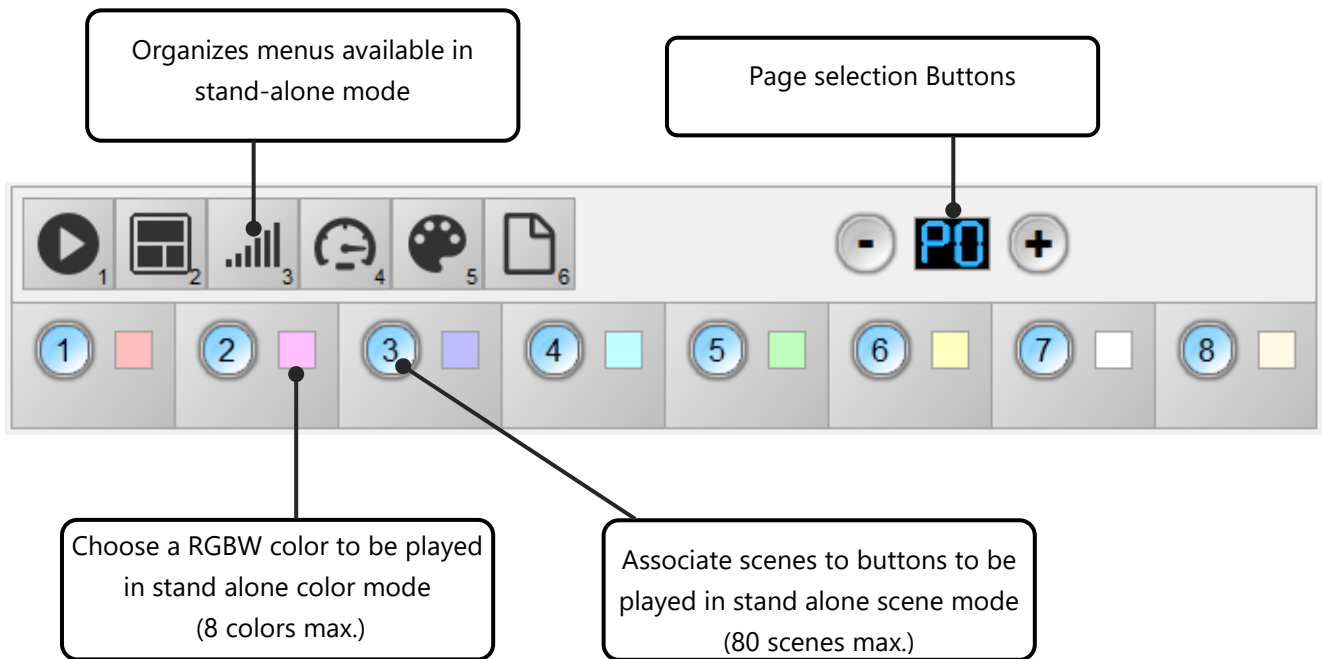 Organizes menus available in
stand-alone mode
Page selection Buttons
1 2 3 4 5 6
- P0 +
1 2 3 4 5 6 7 8
Choose a RGBW color to be played
in stand alone color mode
(8 colors max.)
Associate scenes to buttons to be
played in stand alone scene mode
(80 scenes max.)